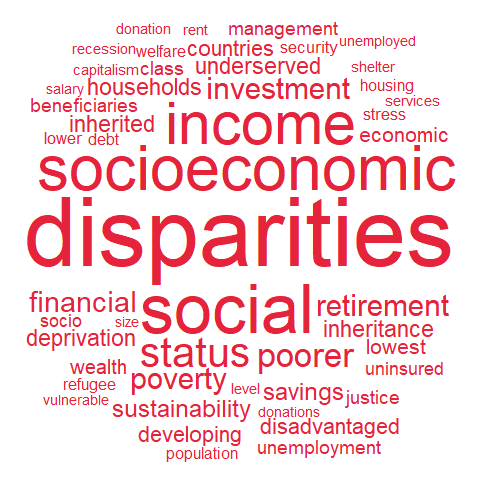 donation rent management
recession welfare countries security unemployed
capitalism class underserved shelter
salary households investment housing
beneficiaries income services
inherited stress
lower debt economic
socioeconomic
disparities
financial social retirement
socio size inheritance
deprivation status poorer lowest
wealth uninsured
refugee poverty level savings justice
vulnerable sustainability donations
developing disadvantaged
population unemployment